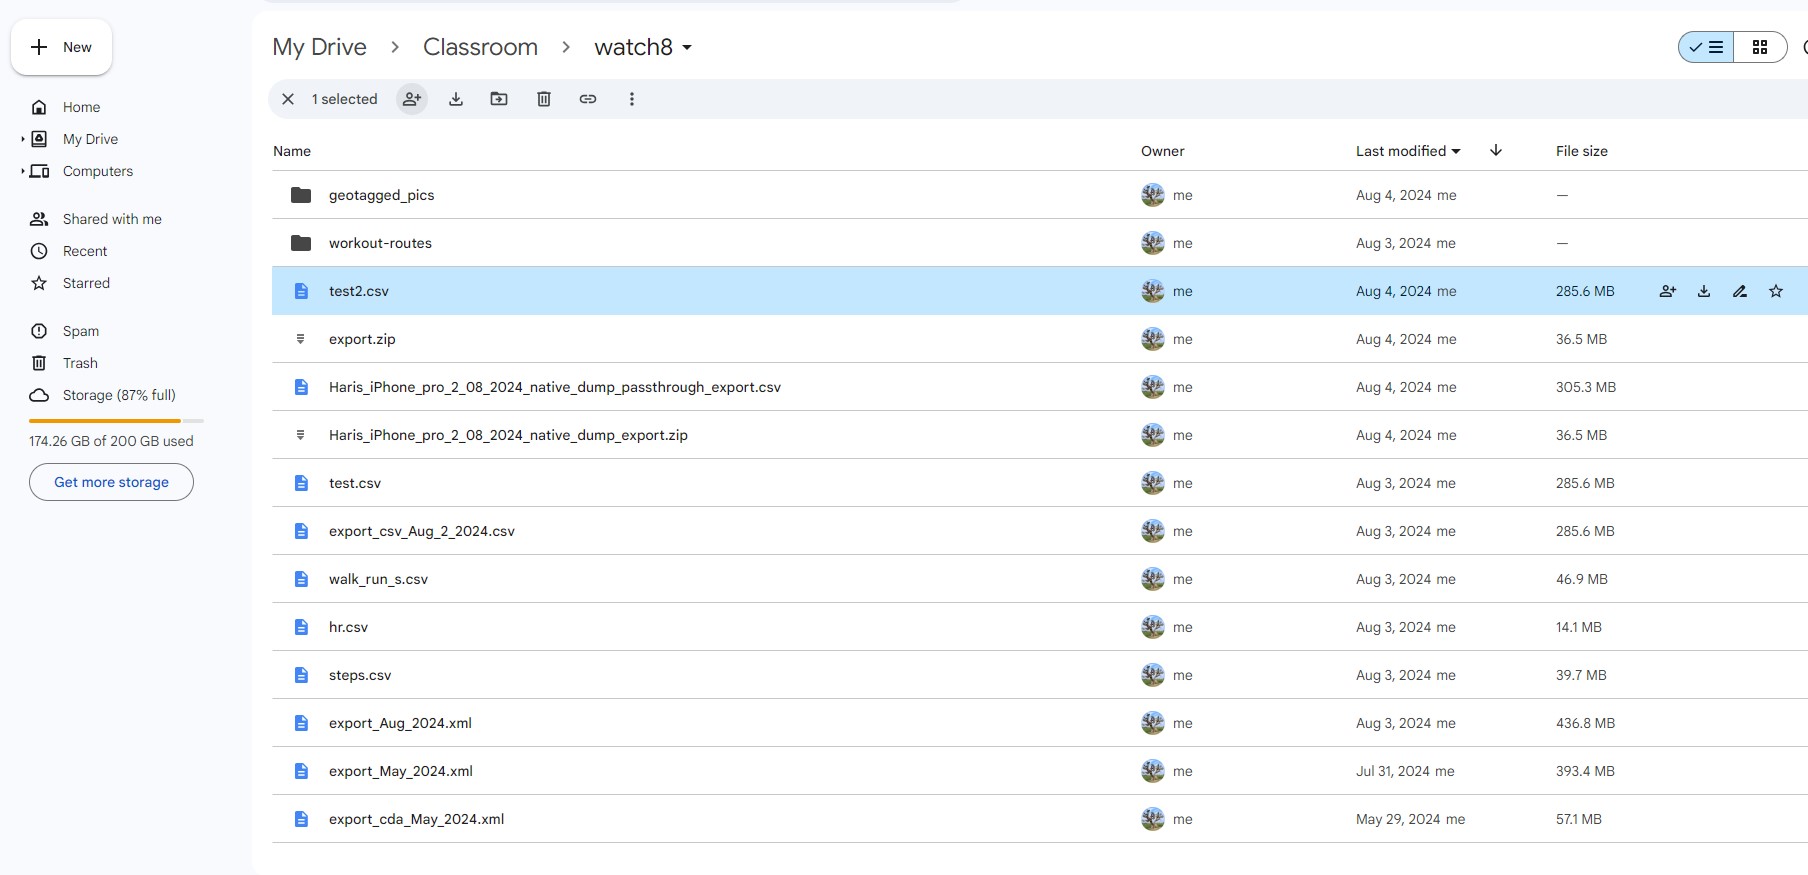 New
Home
My Drive
Computers
Shared with me
Recent
Starred
Spam
Trash
Storage (87% full)
174.26 GB of 200 GB used
Get more storage
My Drive > Classroom > watch8
1 selected
Name Owner Last modified File size
geotagged_pics me Aug 4, 2024 me —
workout-routes me Aug 3, 2024 me —
test2.csv me Aug 4, 2024 me 285.6 MB
export.zip me Aug 4, 2024 me 36.5 MB
Haris_iPhone_pro_2_08_2024_native_dump_passthrough_export.csv me Aug 4, 2024 me 305.3 MB
Haris_iPhone_pro_2_08_2024_native_dump_export.zip me Aug 4, 2024 me 36.5 MB
test.csv me Aug 3, 2024 me 285.6 MB
export_csv_Aug_2_2024.csv me Aug 3, 2024 me 285.6 MB
walk_run_s.csv me Aug 3, 2024 me 46.9 MB
hr.csv me Aug 3, 2024 me 14.1 MB
steps.csv me Aug 3, 2024 me 39.7 MB
export_Aug_2024.xml me Aug 3, 2024 me 436.8 MB
export_May_2024.xml me Jul 31, 2024 me 393.4 MB
export_cda_May_2024.xml me May 29, 2024 me 57.1 MB